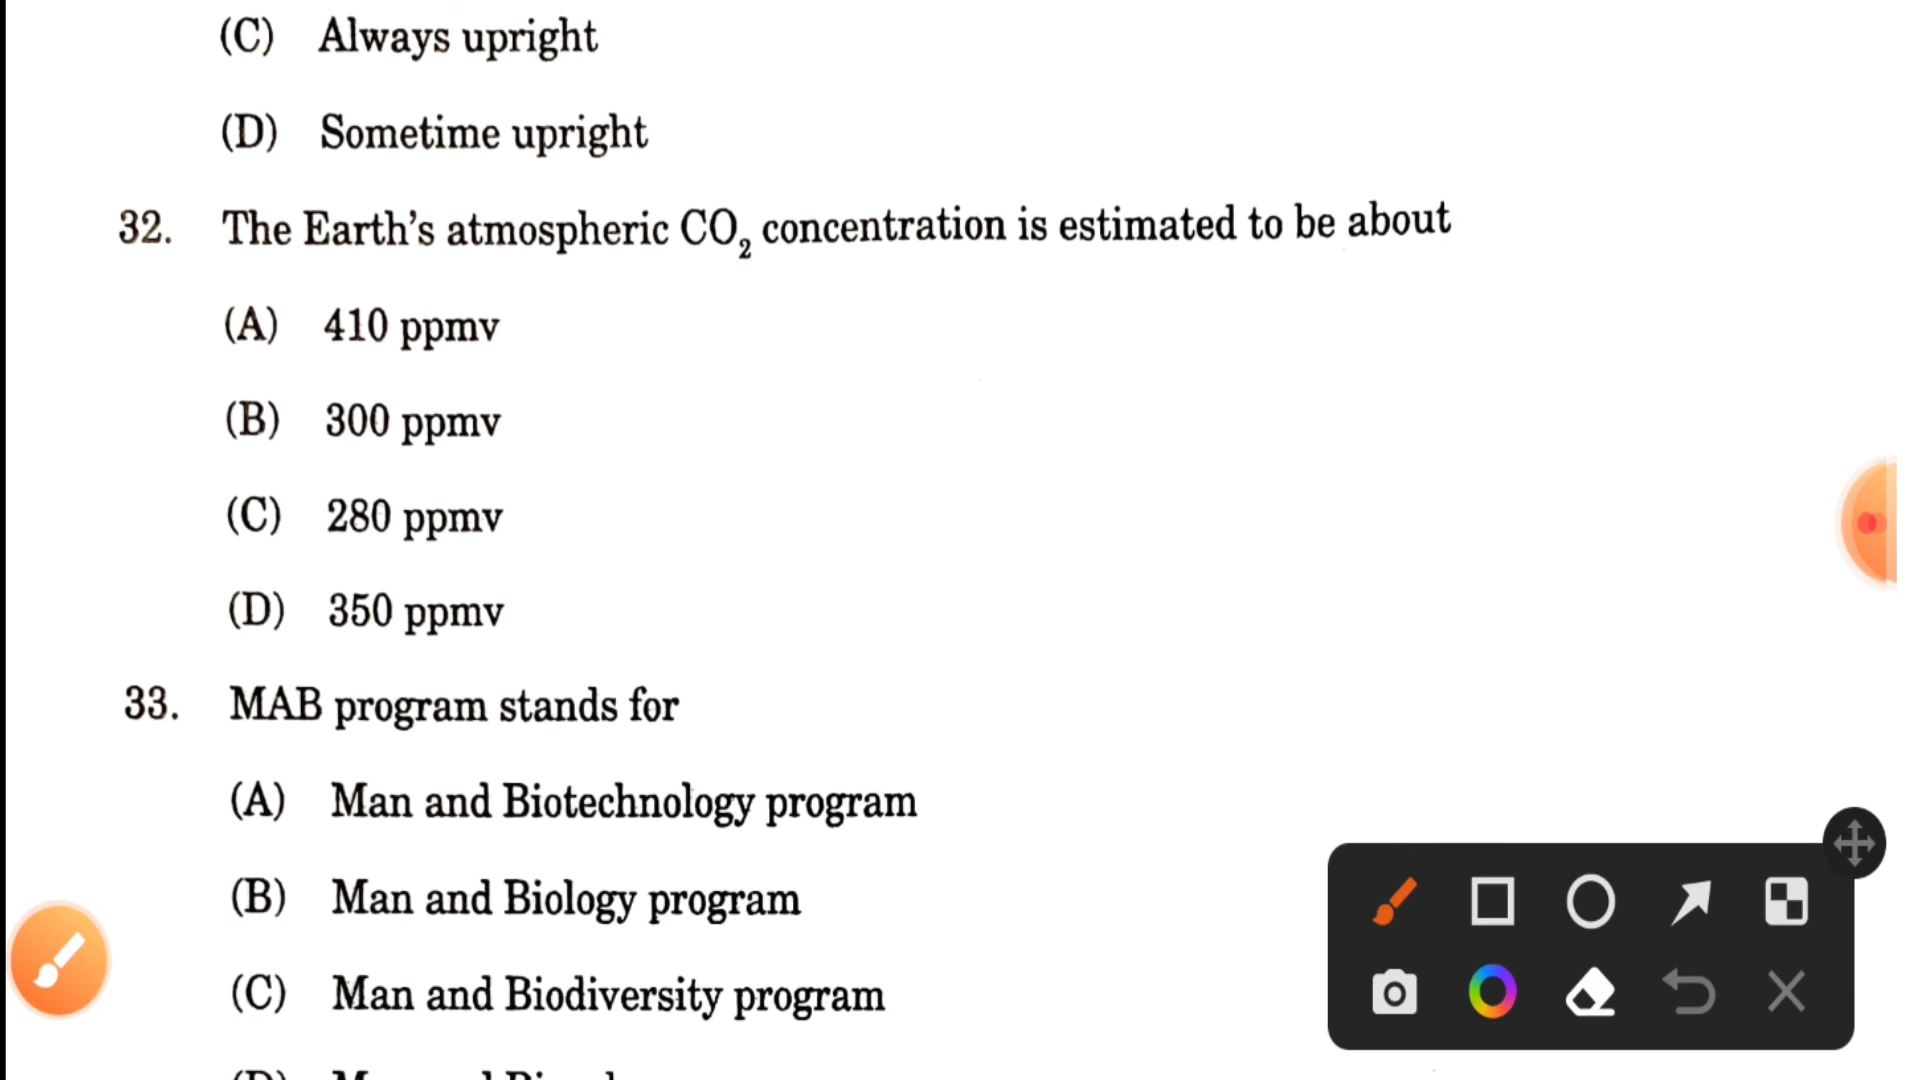 (C) Always upright
(D) Sometime upright
32. The Earth's atmospheric CO₂ concentration is estimated to be about
(A) 410 ppmv
(B) 300 ppmv
(C) 280 ppmv
(D) 350 ppmv
33. MAB program stands for
(A) Man and Biotechnology program
(B) Man and Biology program
(C) Man and Biodiversity program